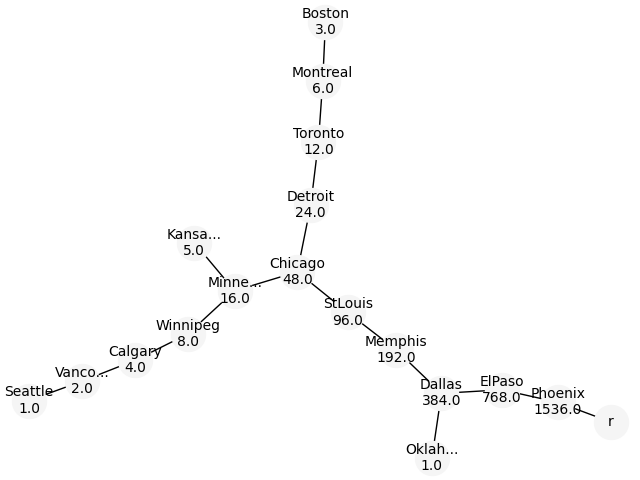 Boston
3.0
Montreal
6.0
Toronto
12.0
Detroit
24.0
Kansa...
5.0
Chicago
48.0
Minne...
16.0
StLouis
96.0
Winnipeg
8.0
Memphis
192.0
Calgary
4.0
Vanco...
2.0
Seattle
1.0
Dallas
384.0
ElPaso
768.0
Phoenix
1536.0
r
Oklah...
1.0